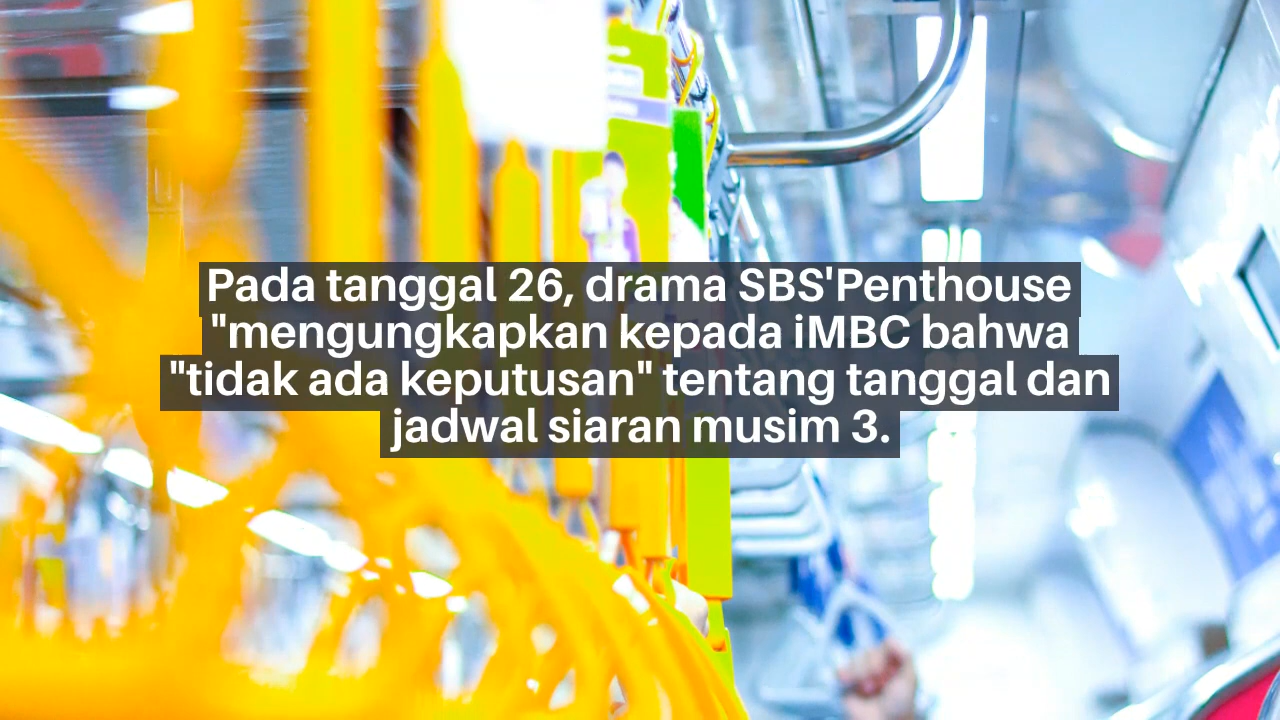 Pada tanggal 26, drama SBS'Penthouse
"mengungkapkan kepada iMBC bahwa
"tidak ada keputusan" tentang tanggal dan
jadwal siaran musim 3.